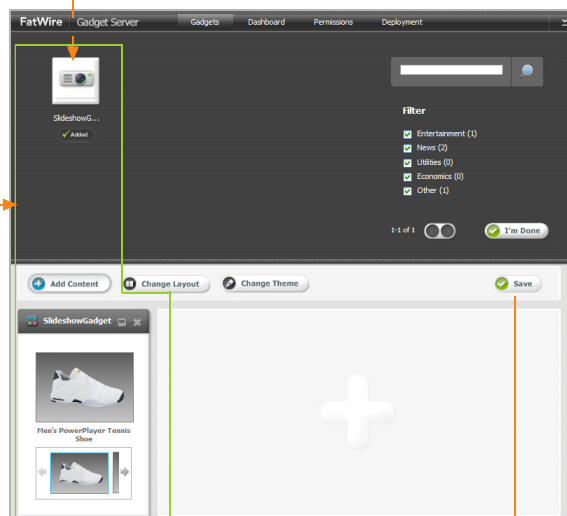 FatWire Gadget Server Gadgets Dashboard Permissions Deployment
SlideshowG...
Added
Filter
Entertainment (1)
News (2)
Utilities (0)
Economics (0)
Other (1)
1-1 of 1 I'm Done
Add Content Change Layout Change Theme Save
SlideshowGadget
Men's PowerPlayer Tennis
Shoe